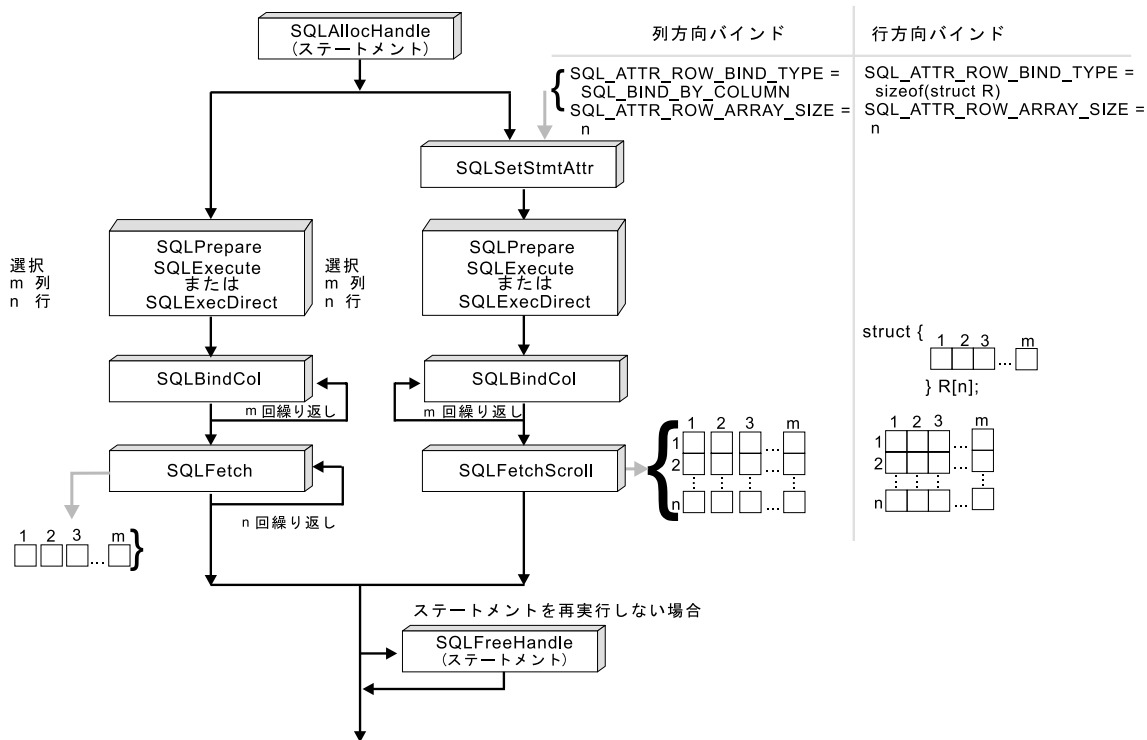 SQLAllocHandle
(ステートメント)
列方向バインド
行方向バインド
SQL_ATTR_ROW_BIND_TYPE =
SQL_BIND_BY_COLUMN
SQL_ATTR_ROW_ARRAY_SIZE =
n
SQL_ATTR_ROW_BIND_TYPE =
sizeof(struct R)
SQL_ATTR_ROW_ARRAY_SIZE =
n
SQLSetStmtAttr
選択
m 列
n 行
SQLPrepare
SQLExecute
または
SQLExecDirect
選択
m 列
n 行
SQLPrepare
SQLExecute
または
SQLExecDirect
struct {
1 2 3 m
...
} R[n];
SQLBindCol
m 回繰り返し
SQLBindCol
m 回繰り返し
SQLFetch
n 回繰り返し
SQLFetchScroll
1 2 3 m
1
...
2
n
...
1 2 3 m
1
...
2
n
...
1 2 3 m
... }
ステートメントを再実行しない場合
SQLFreeHandle
(ステートメント)